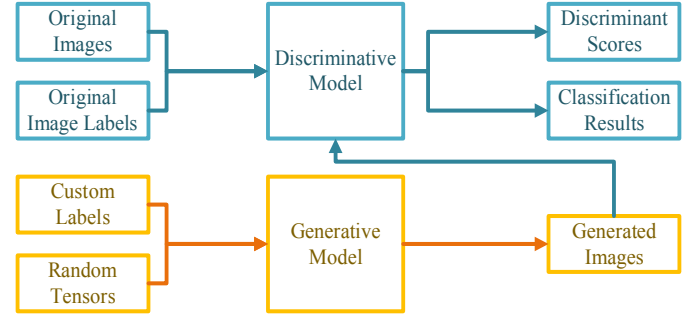 Original
Images
Original
Image Labels
Discriminative
Model
Discriminant
Scores
Classification
Results
Custom
Labels
Random
Tensors
Generative
Model
Generated
Images